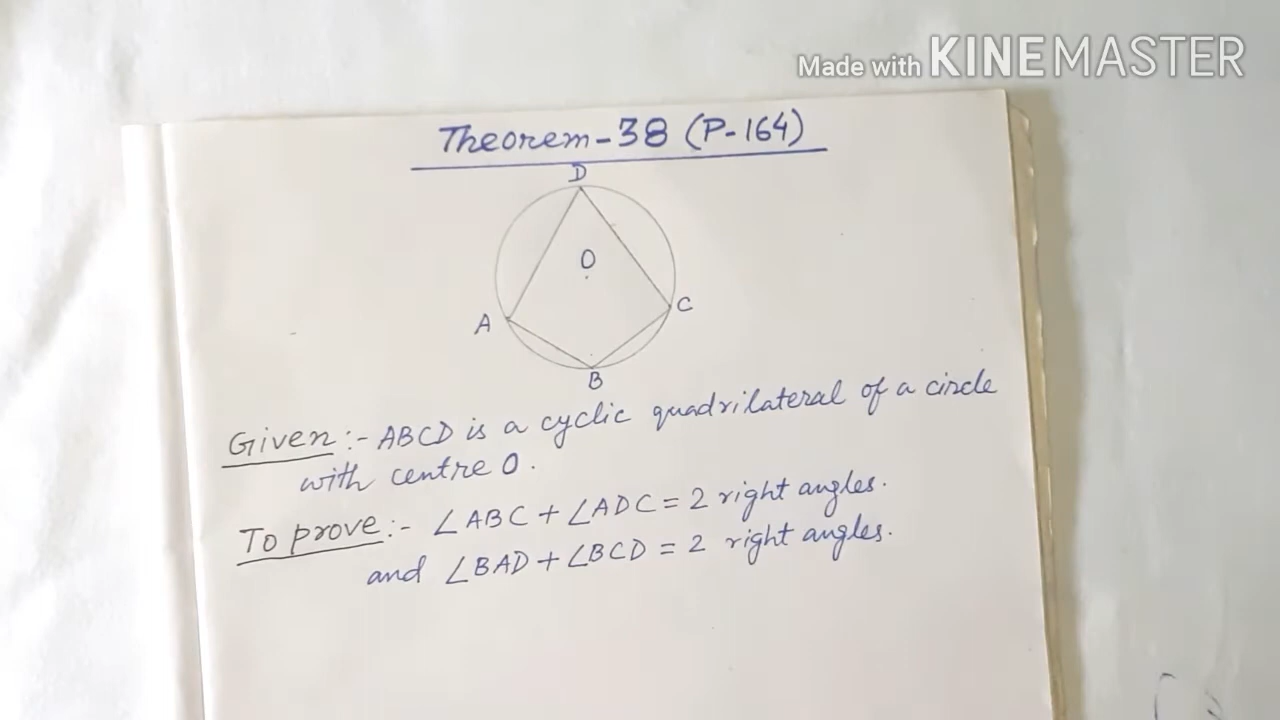 Made with KINEMASTER
Theorem-38 (P-164)
D
O
A
C
B
Given :- ABCD is a cyclic quadrilateral of a circle
with centre O.
To prove :- ∠ABC + ∠ADC = 2 right angles.
and ∠BAD + ∠BCD = 2 right angles.